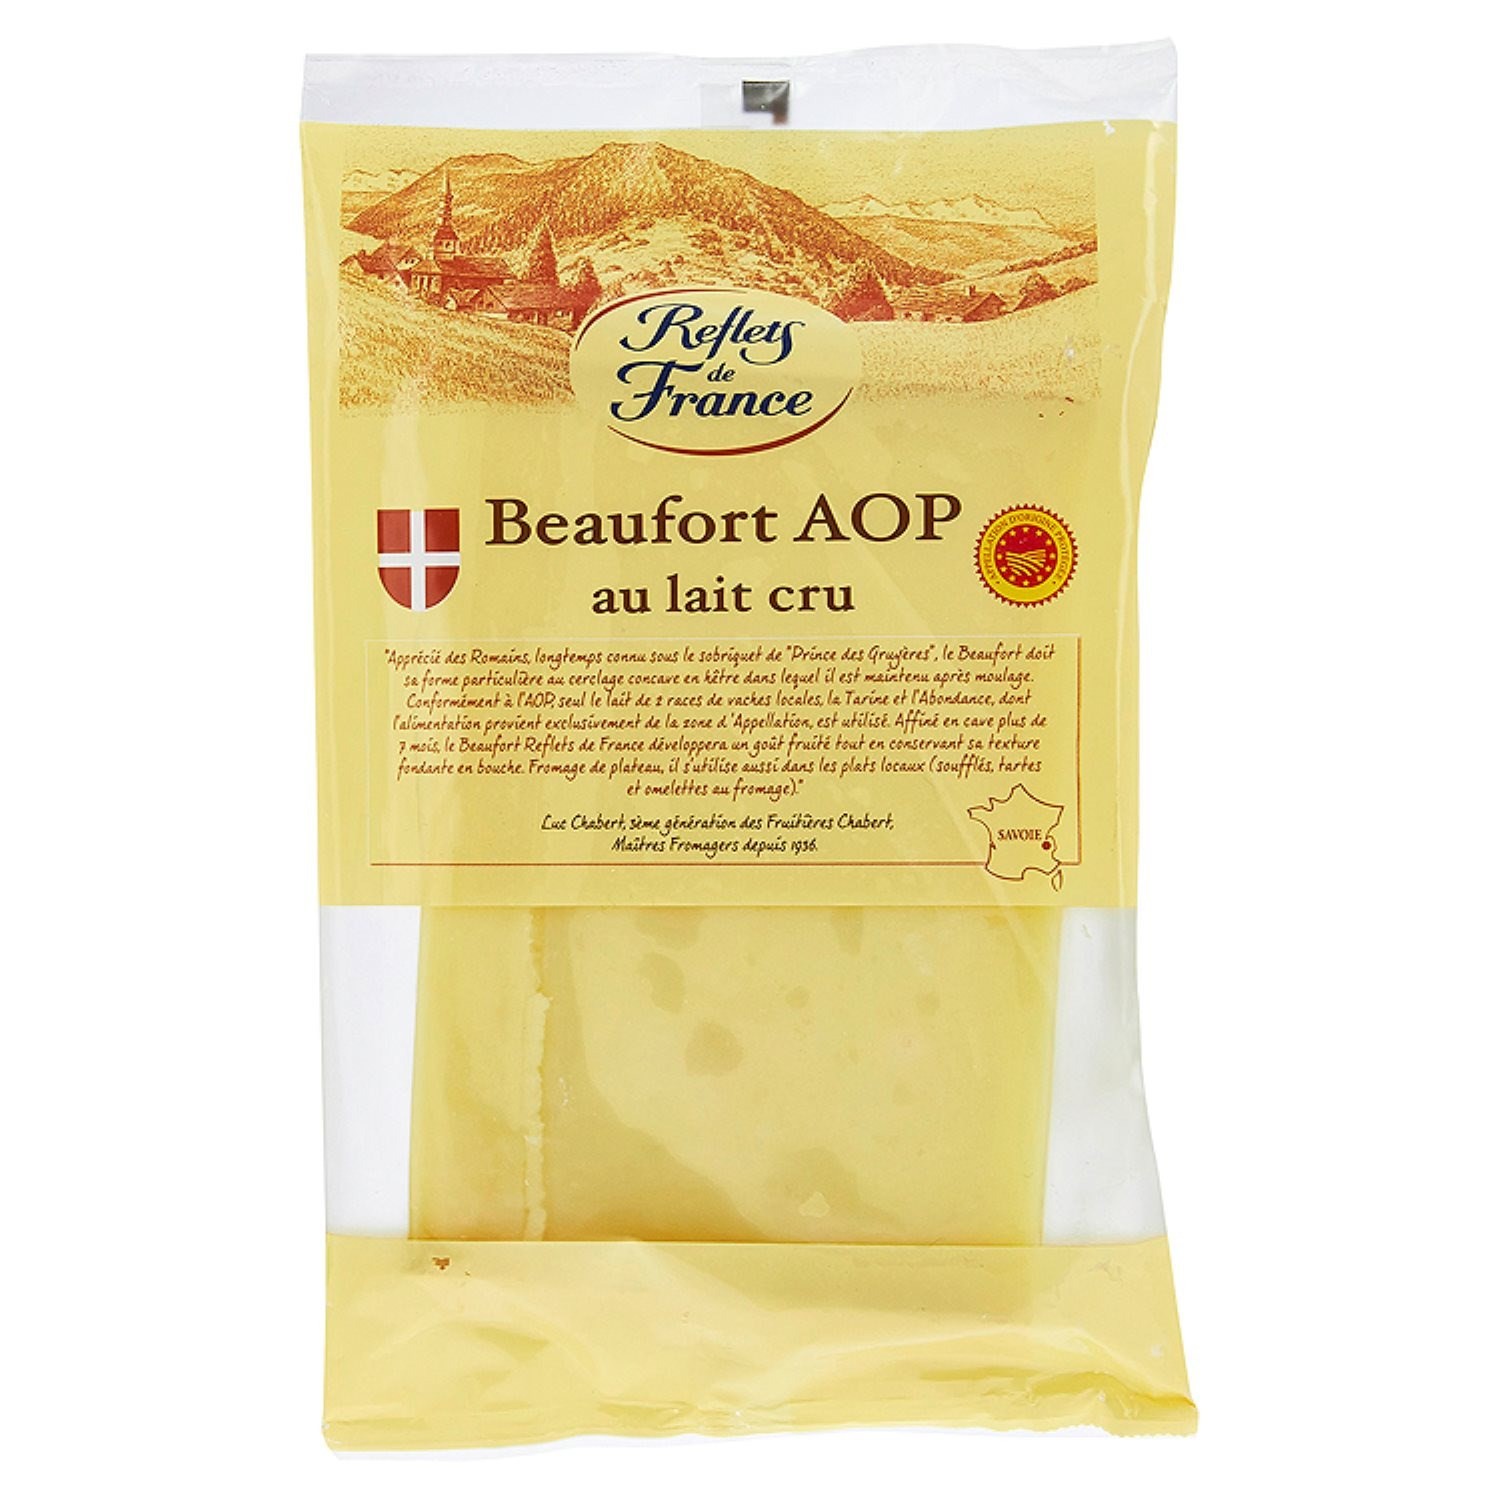 Reflets
de
France
Beaufort AOP
au lait cru
APPELLATION D'ORIGINE PROTÉGÉE
"Apprécié des Romains, longtemps connu sous le sobriquet de "Prince des Gruyères", le Beaufort doit
sa forme particulière au cerclage concave en hêtre dans lequel il est maintenu après moulage.
Conformément à l'AOP, seul le lait de 2 races de vaches locales, la Tarine et l'Abondance, dont
l'alimentation provient exclusivement de la zone d'Appellation, est utilisé. Affiné en cave plus de
7 mois, le Beaufort Reflets de France développera un goût fruité tout en conservant sa texture
fondante en bouche. Fromage de plateau, il s'utilise aussi dans les plats locaux (soufflés, tartes
et omelettes au fromage)."
Luc Chabert, 3ème génération des Fruitières Chabert,
Maîtres Fromagers depuis 1936.
SAVOIE